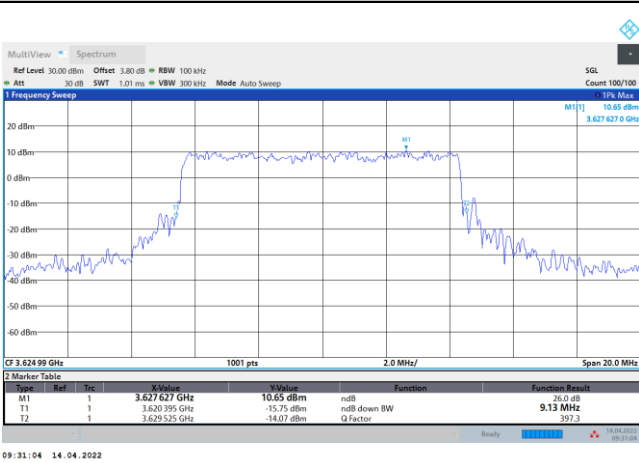 MultiView Spectrum
Ref Level 30.00 dBm Offset 3.80 dB RBW 100 kHz SGL
Att 30 dB SWT 1.01 ms VBW 300 kHz Mode Auto Sweep Count 100/100
1 Frequency Sweep 1Pk Max
M1[1] 10.65 dBm
3.627 627 0 GHz
20 dBm
M1
10 dBm
0 dBm
-10 dBm
T1 T2
-20 dBm
-30 dBm
-40 dBm
-50 dBm
-60 dBm
CF 3.624 99 GHz 1001 pts 2.0 MHz/ Span 20.0 MHz
2 Marker Table
Type Ref Trc X-Value Y-Value Function Function Result
M1 1 3.627 627 GHz 10.65 dBm ndB 26.0 dB
T1 1 3.620 395 GHz -15.75 dBm ndB down BW 9.13 MHz
T2 1 3.629 525 GHz -14.07 dBm Q Factor 397.3
Ready 14.04.2022
09:31:04
09:31:04 14.04.2022